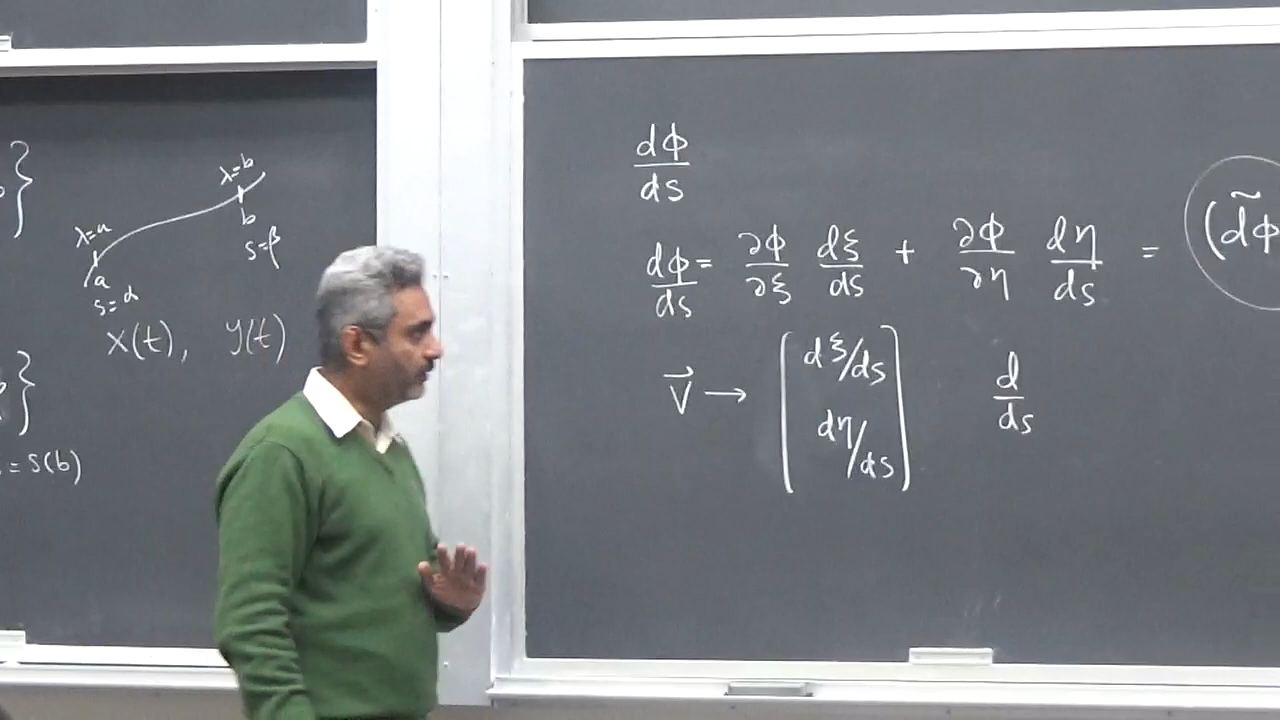 }
λ=b
λ=a
b
s=β
a
s=α
x(t), y(t)
}
= s(b)
dφ/ds
dφ/ds = ∂φ/∂ξ dξ/ds + ∂φ/∂η dη/ds = (d̃φ
V⃗ → [dξ/ds dη/ds] d/ds